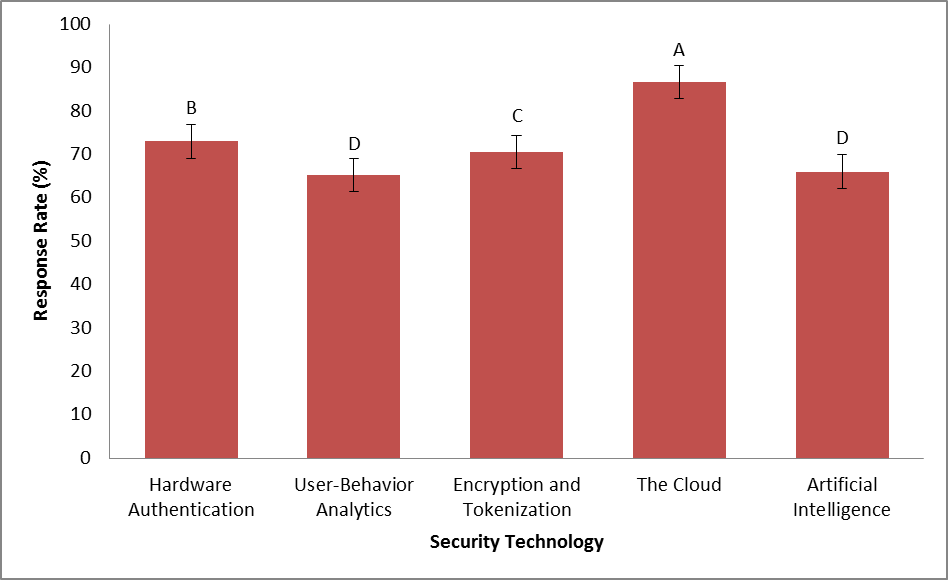 100
90
80
70
60
50
40
30
20
10
0
Response Rate (%)
B
D
C
A
D
Hardware
Authentication
User-Behavior
Analytics
Encryption and
Tokenization
The Cloud
Artificial
Intelligence
Security Technology